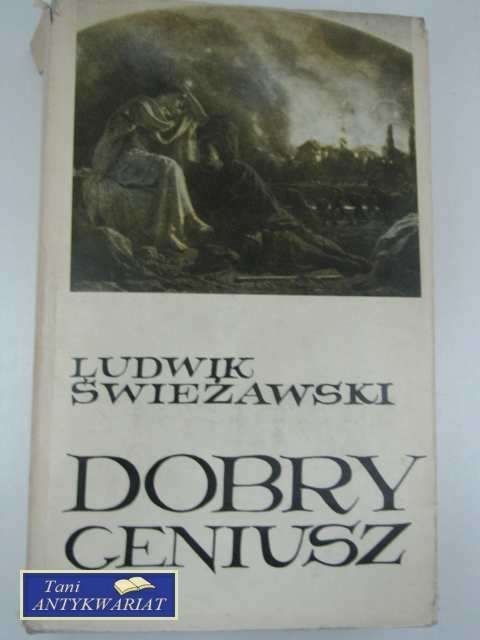 LUDWIK
ŚWIEŻAWSKI
DOBRY
GENIUSZ
Tani
ANTYKWARIAT